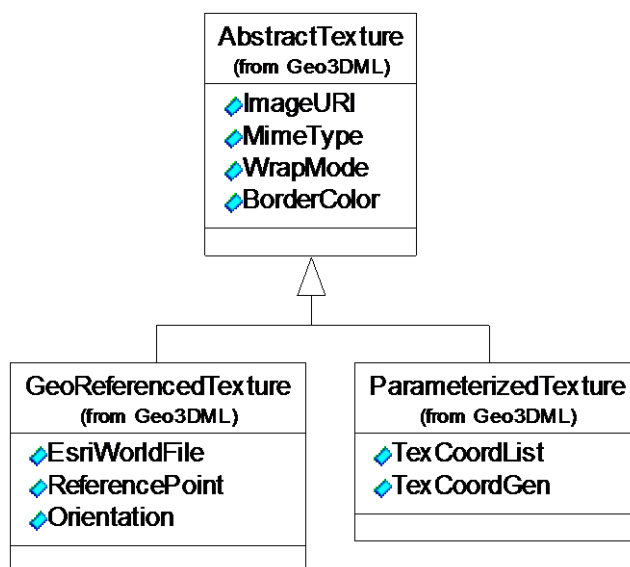 AbstractTexture
(from Geo3DML)
ImageURI
MimeType
WrapMode
BorderColor
GeoReferencedTexture
(from Geo3DML)
EsriWorldFile
ReferencePoint
Orientation
ParameterizedTexture
(from Geo3DML)
TexCoordList
TexCoordGen